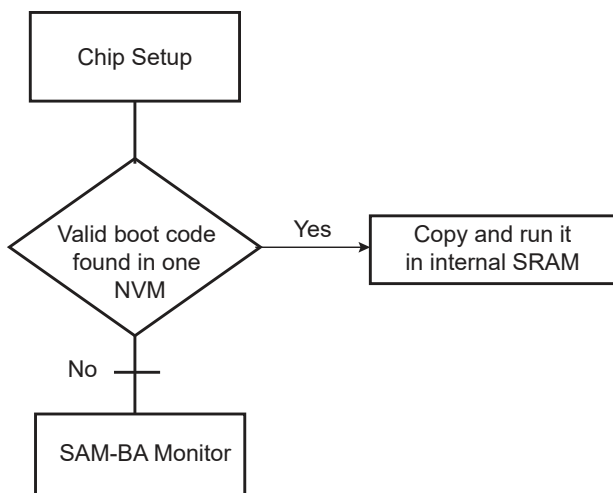 Chip Setup
Valid boot code
found in one
NVM
Yes
Copy and run it
in internal SRAM
No
SAM-BA Monitor